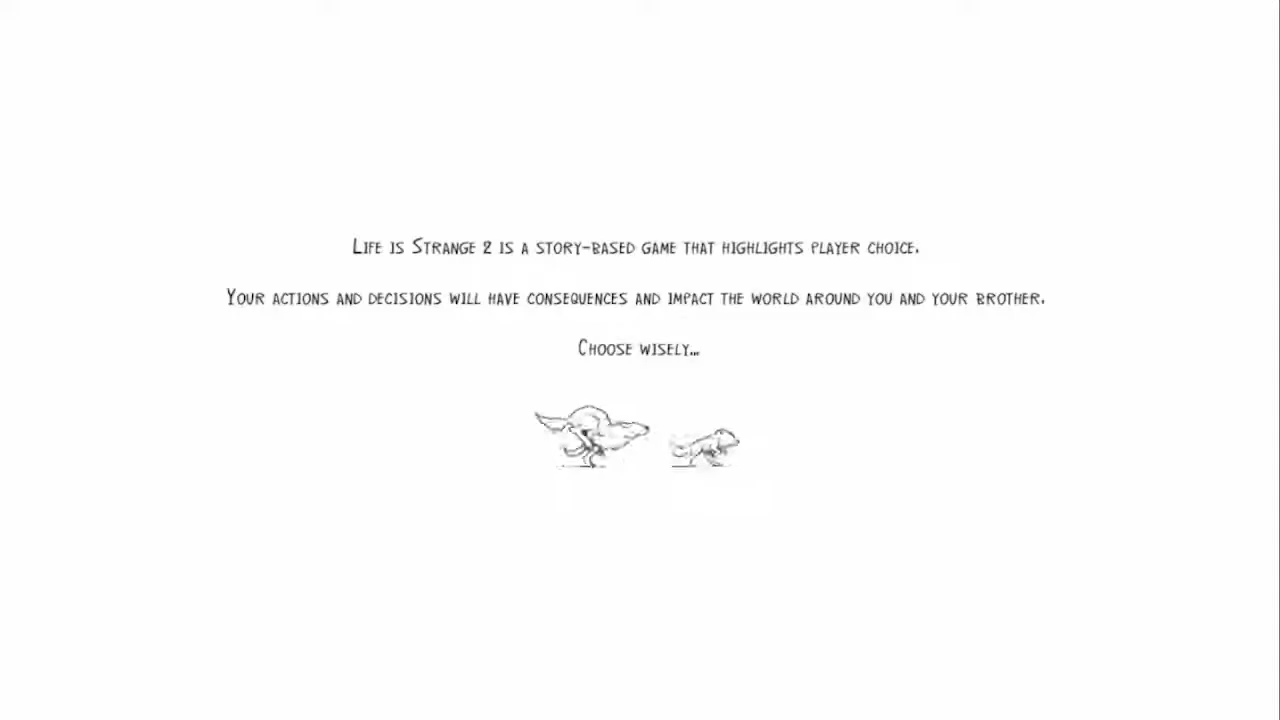 Life is Strange 2 is a story-based game that highlights player choice.
Your actions and decisions will have consequences and impact the world around you and your brother.
Choose wisely...